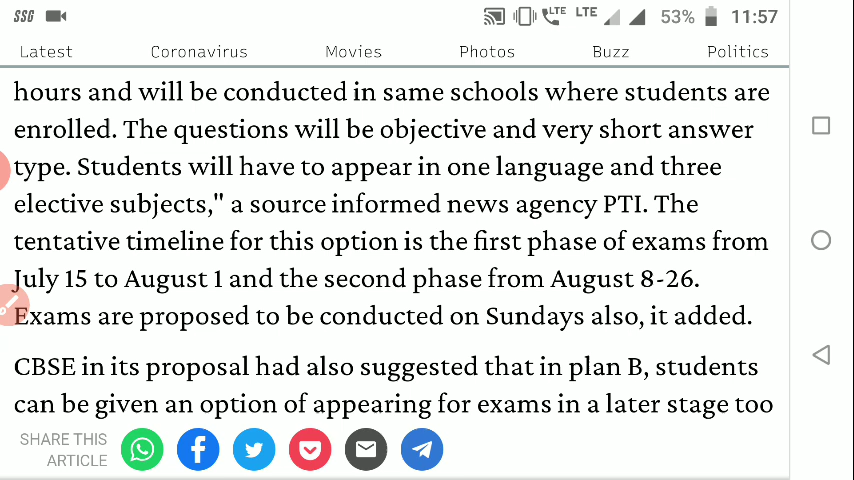 SSG LTE LTE 53% 11:57
Latest Coronavirus Movies Photos Buzz Politics
hours and will be conducted in same schools where students are
enrolled. The questions will be objective and very short answer
type. Students will have to appear in one language and three
elective subjects," a source informed news agency PTI. The
tentative timeline for this option is the first phase of exams from
July 15 to August 1 and the second phase from August 8-26.
Exams are proposed to be conducted on Sundays also, it added.
CBSE in its proposal had also suggested that in plan B, students
can be given an option of appearing for exams in a later stage too
SHARE THIS
ARTICLE